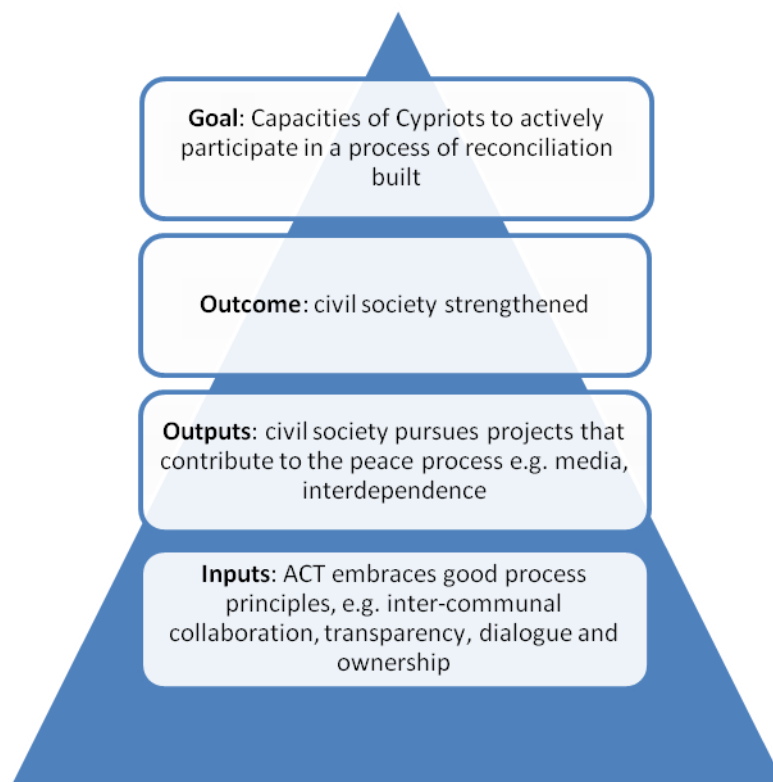 Goal: Capacities of Cypriots to actively
participate in a process of reconciliation
built
Outcome: civil society strengthened
Outputs: civil society pursues projects that
contribute to the peace process e.g. media,
interdependence
Inputs: ACT embraces good process
principles, e.g. inter-communal
collaboration, transparency, dialogue and
ownership